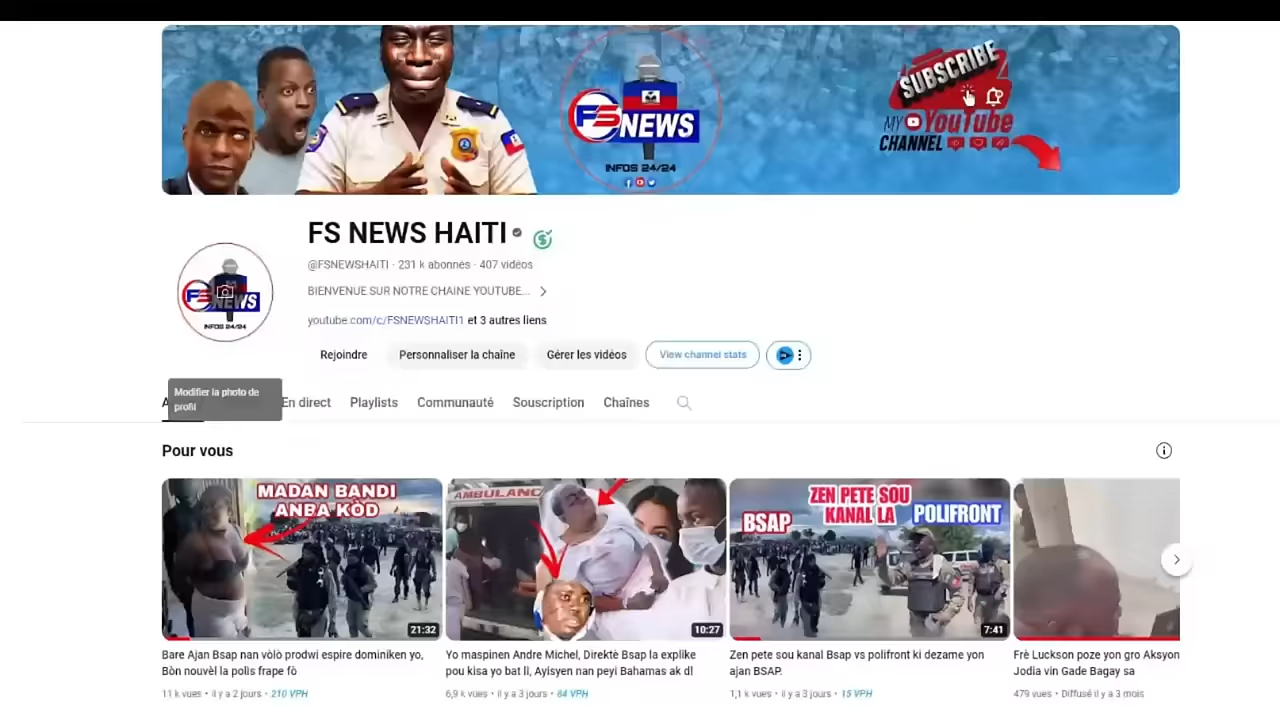 SUBSCRIBE
MY YouTube
CHANNEL
FS NEWS
INFOS 24/24
FS NEWS HAITI
@FSNEWSHAITI · 231 k abonnés · 407 vidéos
BIENVENUE SUR NOTRE CHAINE YOUTUBE...
youtube.com/c/FSNEWSHAITI1 et 3 autres liens
FS NEWS
INFOS 24/24
Rejoindre Personnaliser la chaîne Gérer les vidéos View channel stats
Modifier la photo de
profil
A En direct Playlists Communauté Souscription Chaînes
Pour vous
MADAN BANDI
ANBA KÒD
21:32
AMBULANC
10:27
ZEN PETE SOU
KANAL LA
BSAP
POLIFRONT
7:41
Bare Ajan Bsap nan vòlò prodwi espire dominiken yo,
Bòn nouvèl la polis frape fò
11 k vues • il y a 2 jours • 210 VPH
Yo maspinen Andre Michel, Direktè Bsap la explike
pou kisa yo bat li, Ayisyen nan peyi Bahamas ak d!
6,9 k vues • il y a 3 jours • 84 VPH
Zen pete sou kanal Bsap vs polifront ki dezame yon
ajan BSAP.
1,1 k vues • il y a 3 jours • 15 VPH
Frè Luckson poze yon gro Aksyon
Jodia vin Gade Bagay sa
479 vues • Diffusé il y a 3 mois